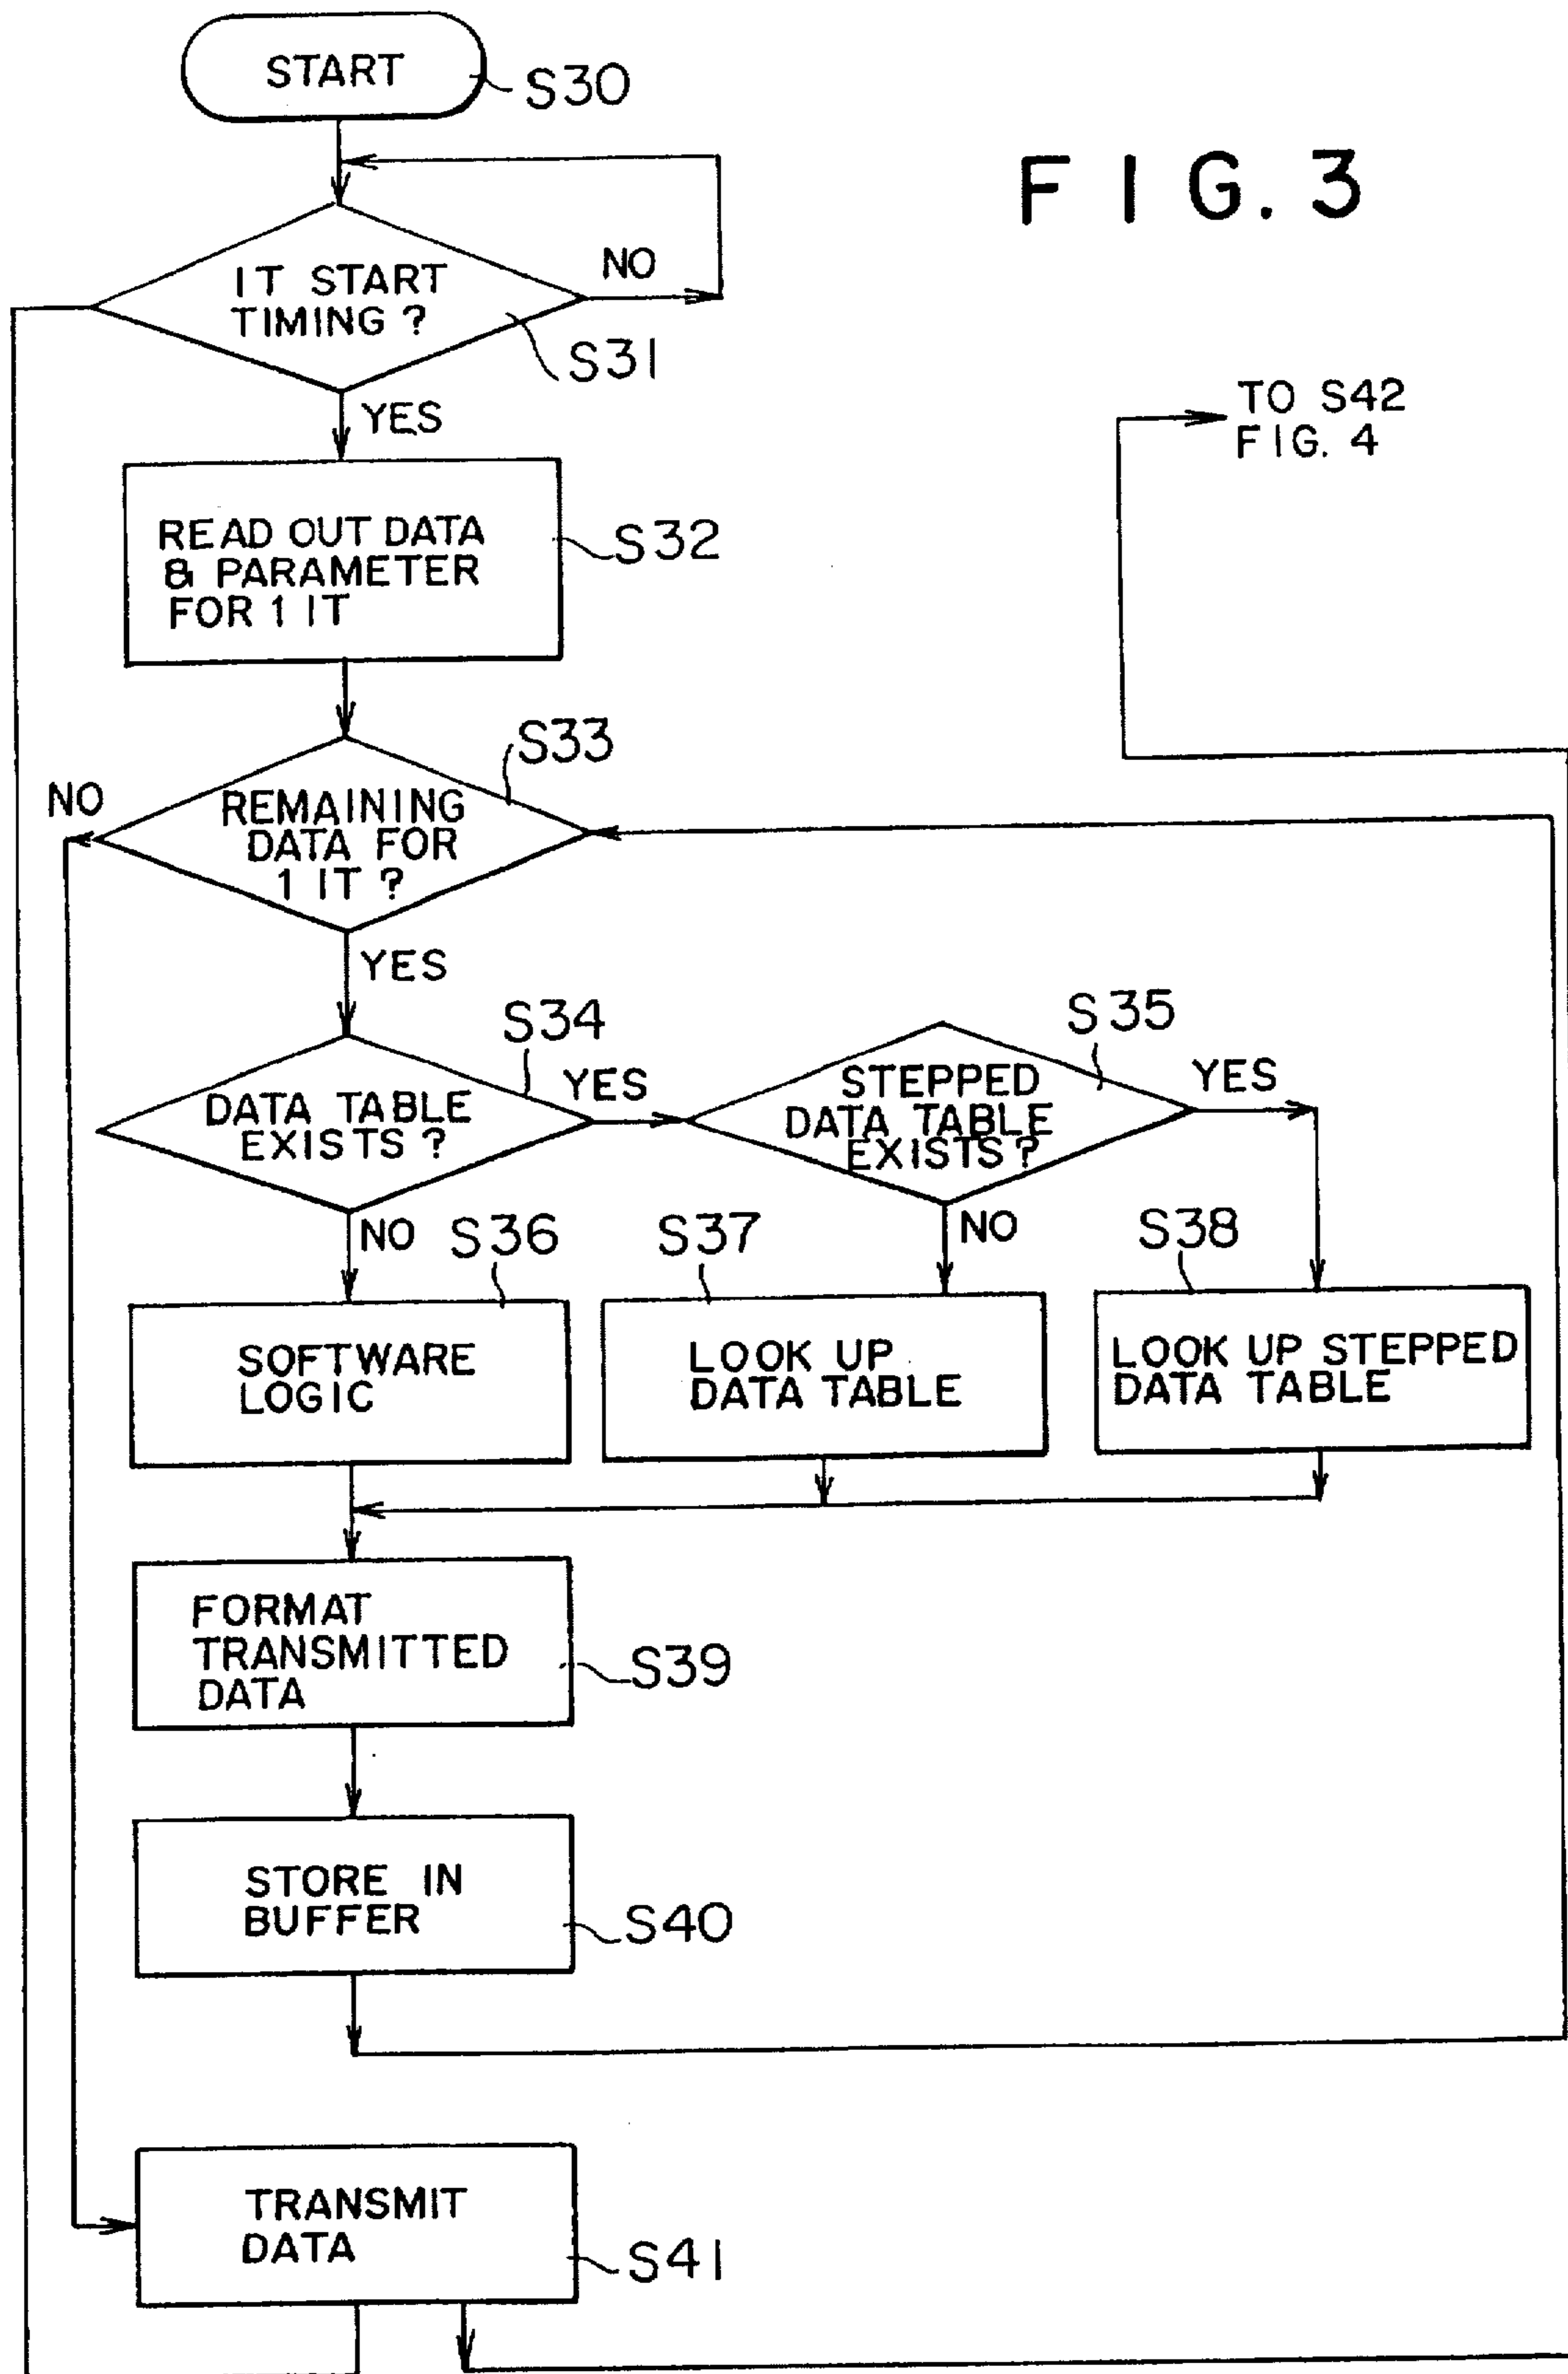 START
S30
FIG. 3
IT START
TIMING ?
NO
S31
YES
TO S42
FIG. 4
READ OUT DATA
& PARAMETER
FOR 1 IT
S32
S33
NO
REMAINING
DATA FOR
1 IT ?
YES
S34
S35
DATA TABLE
EXISTS ?
YES
STEPPED
DATA TABLE
EXISTS ?
YES
NO
S36
S37
NO
S38
SOFTWARE
LOGIC
LOOK UP
DATA TABLE
LOOK UP STEPPED
DATA TABLE
FORMAT
TRANSMITTED
DATA
S39
STORE IN
BUFFER
S40
TRANSMIT
DATA
S41